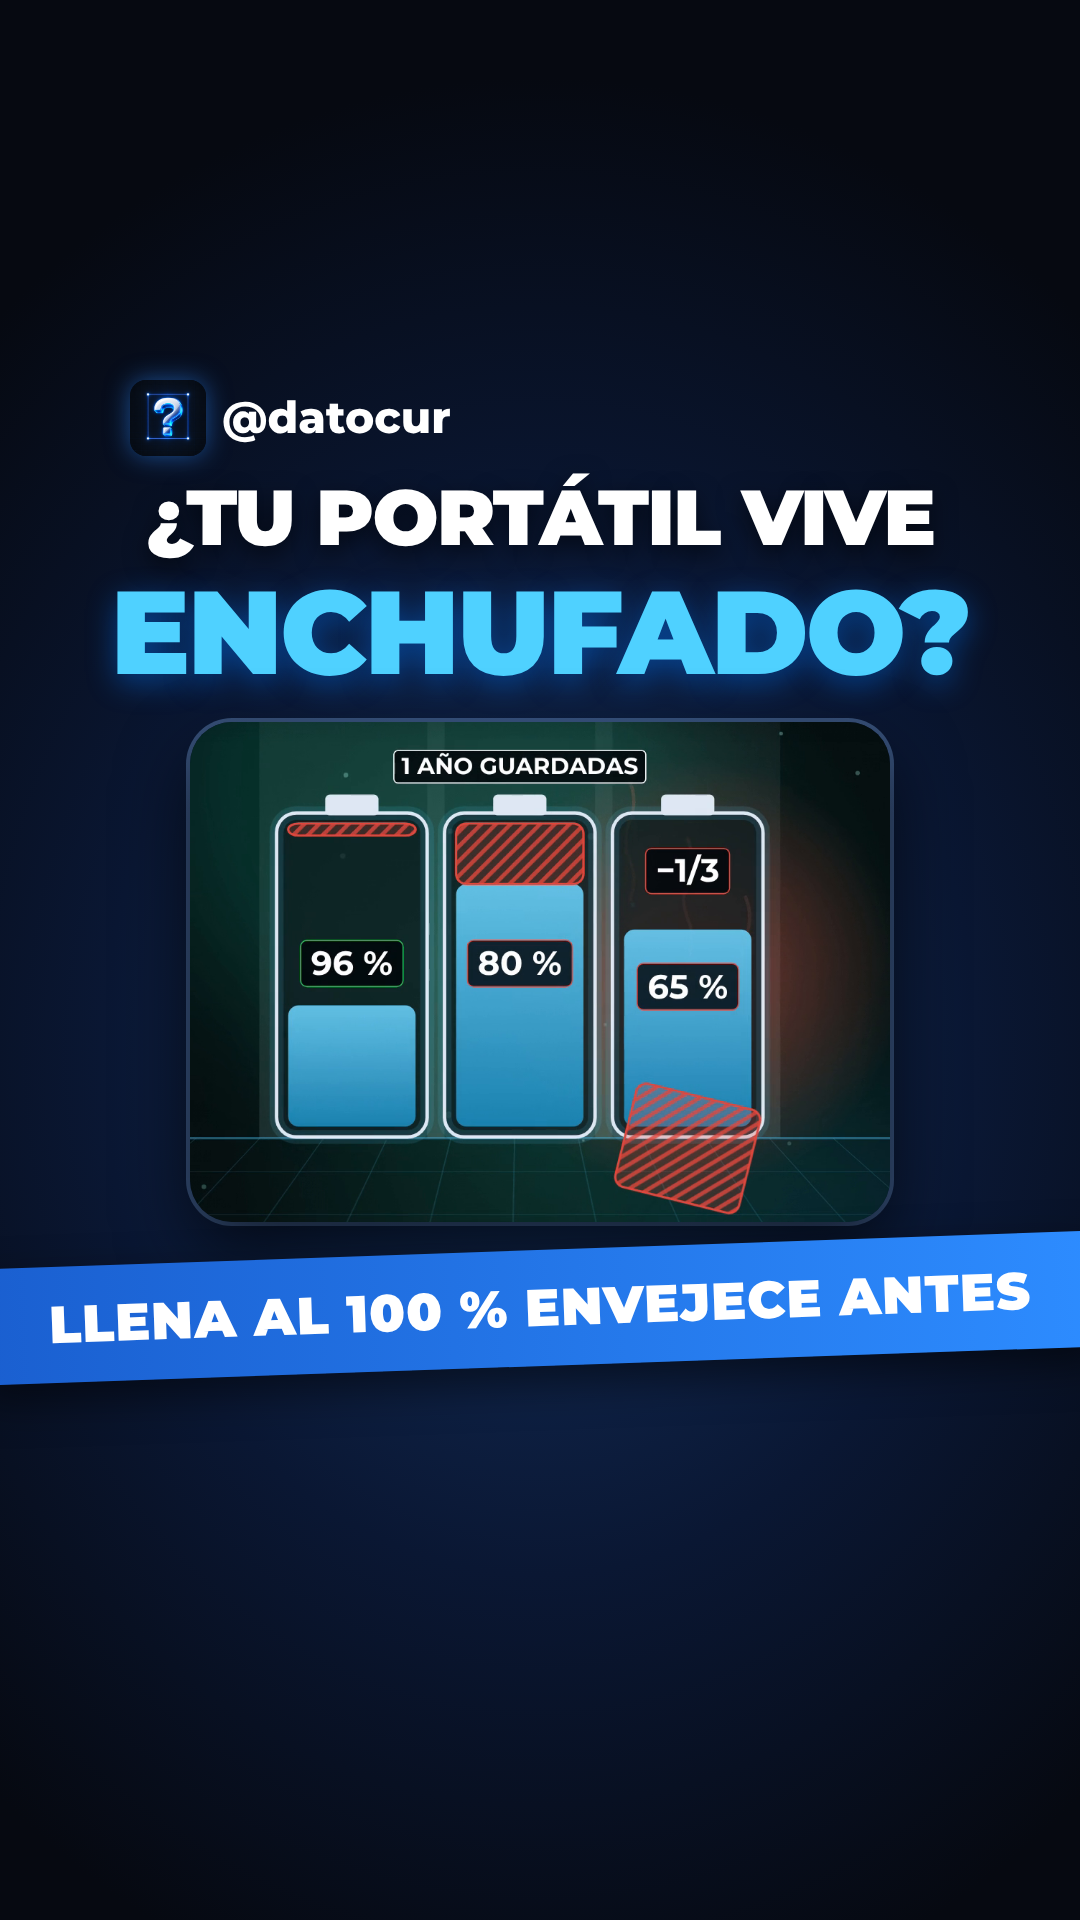 @datocur
¿TU PORTÁTIL VIVE
ENCHUFADO?
1 AÑO GUARDADAS
−1/3
96 %
80 %
65 %
LLENA AL 100 % ENVEJECE ANTES